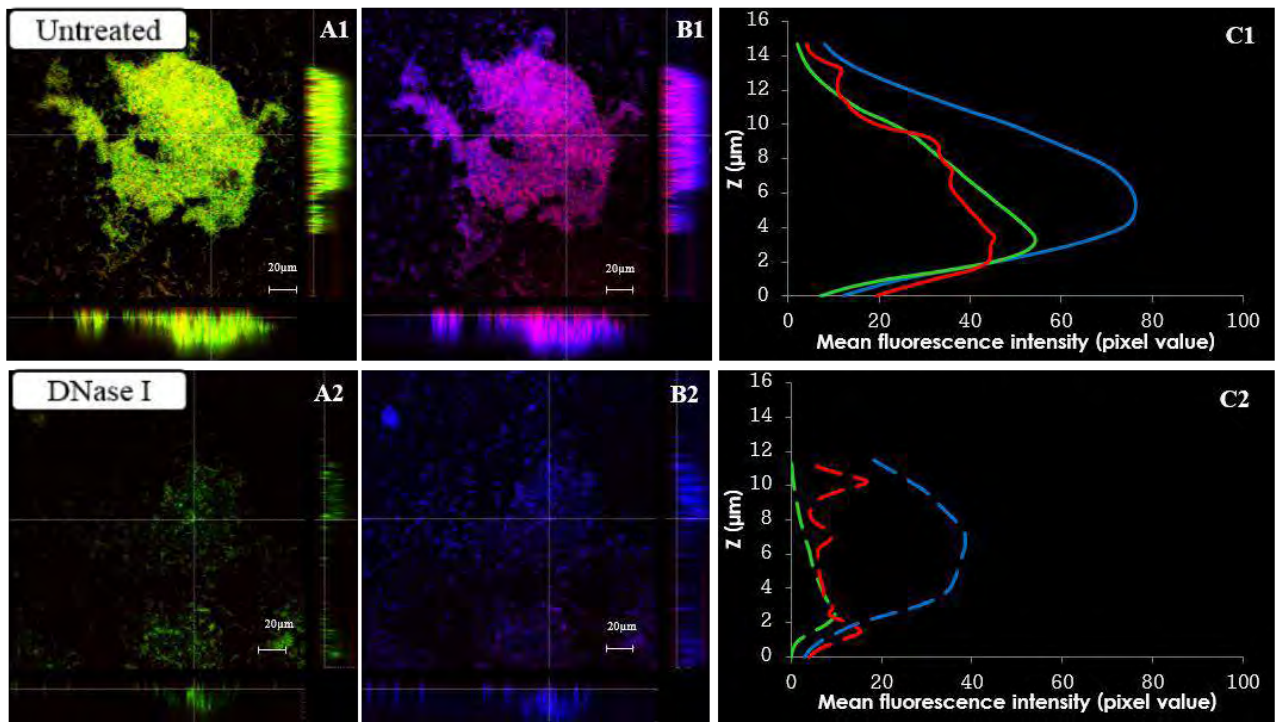 Untreated
A1
20µm
B1
20µm
C1
16
14
12
10
8
6
4
2
0
Z (µm)
0 20 40 60 80 100
Mean fluorescence intensity (pixel value)
DNase I
A2
20µm
B2
20µm
C2
16
14
12
10
8
6
4
2
0
Z (µm)
0 20 40 60 80 100
Mean fluorescence intensity (pixel value)